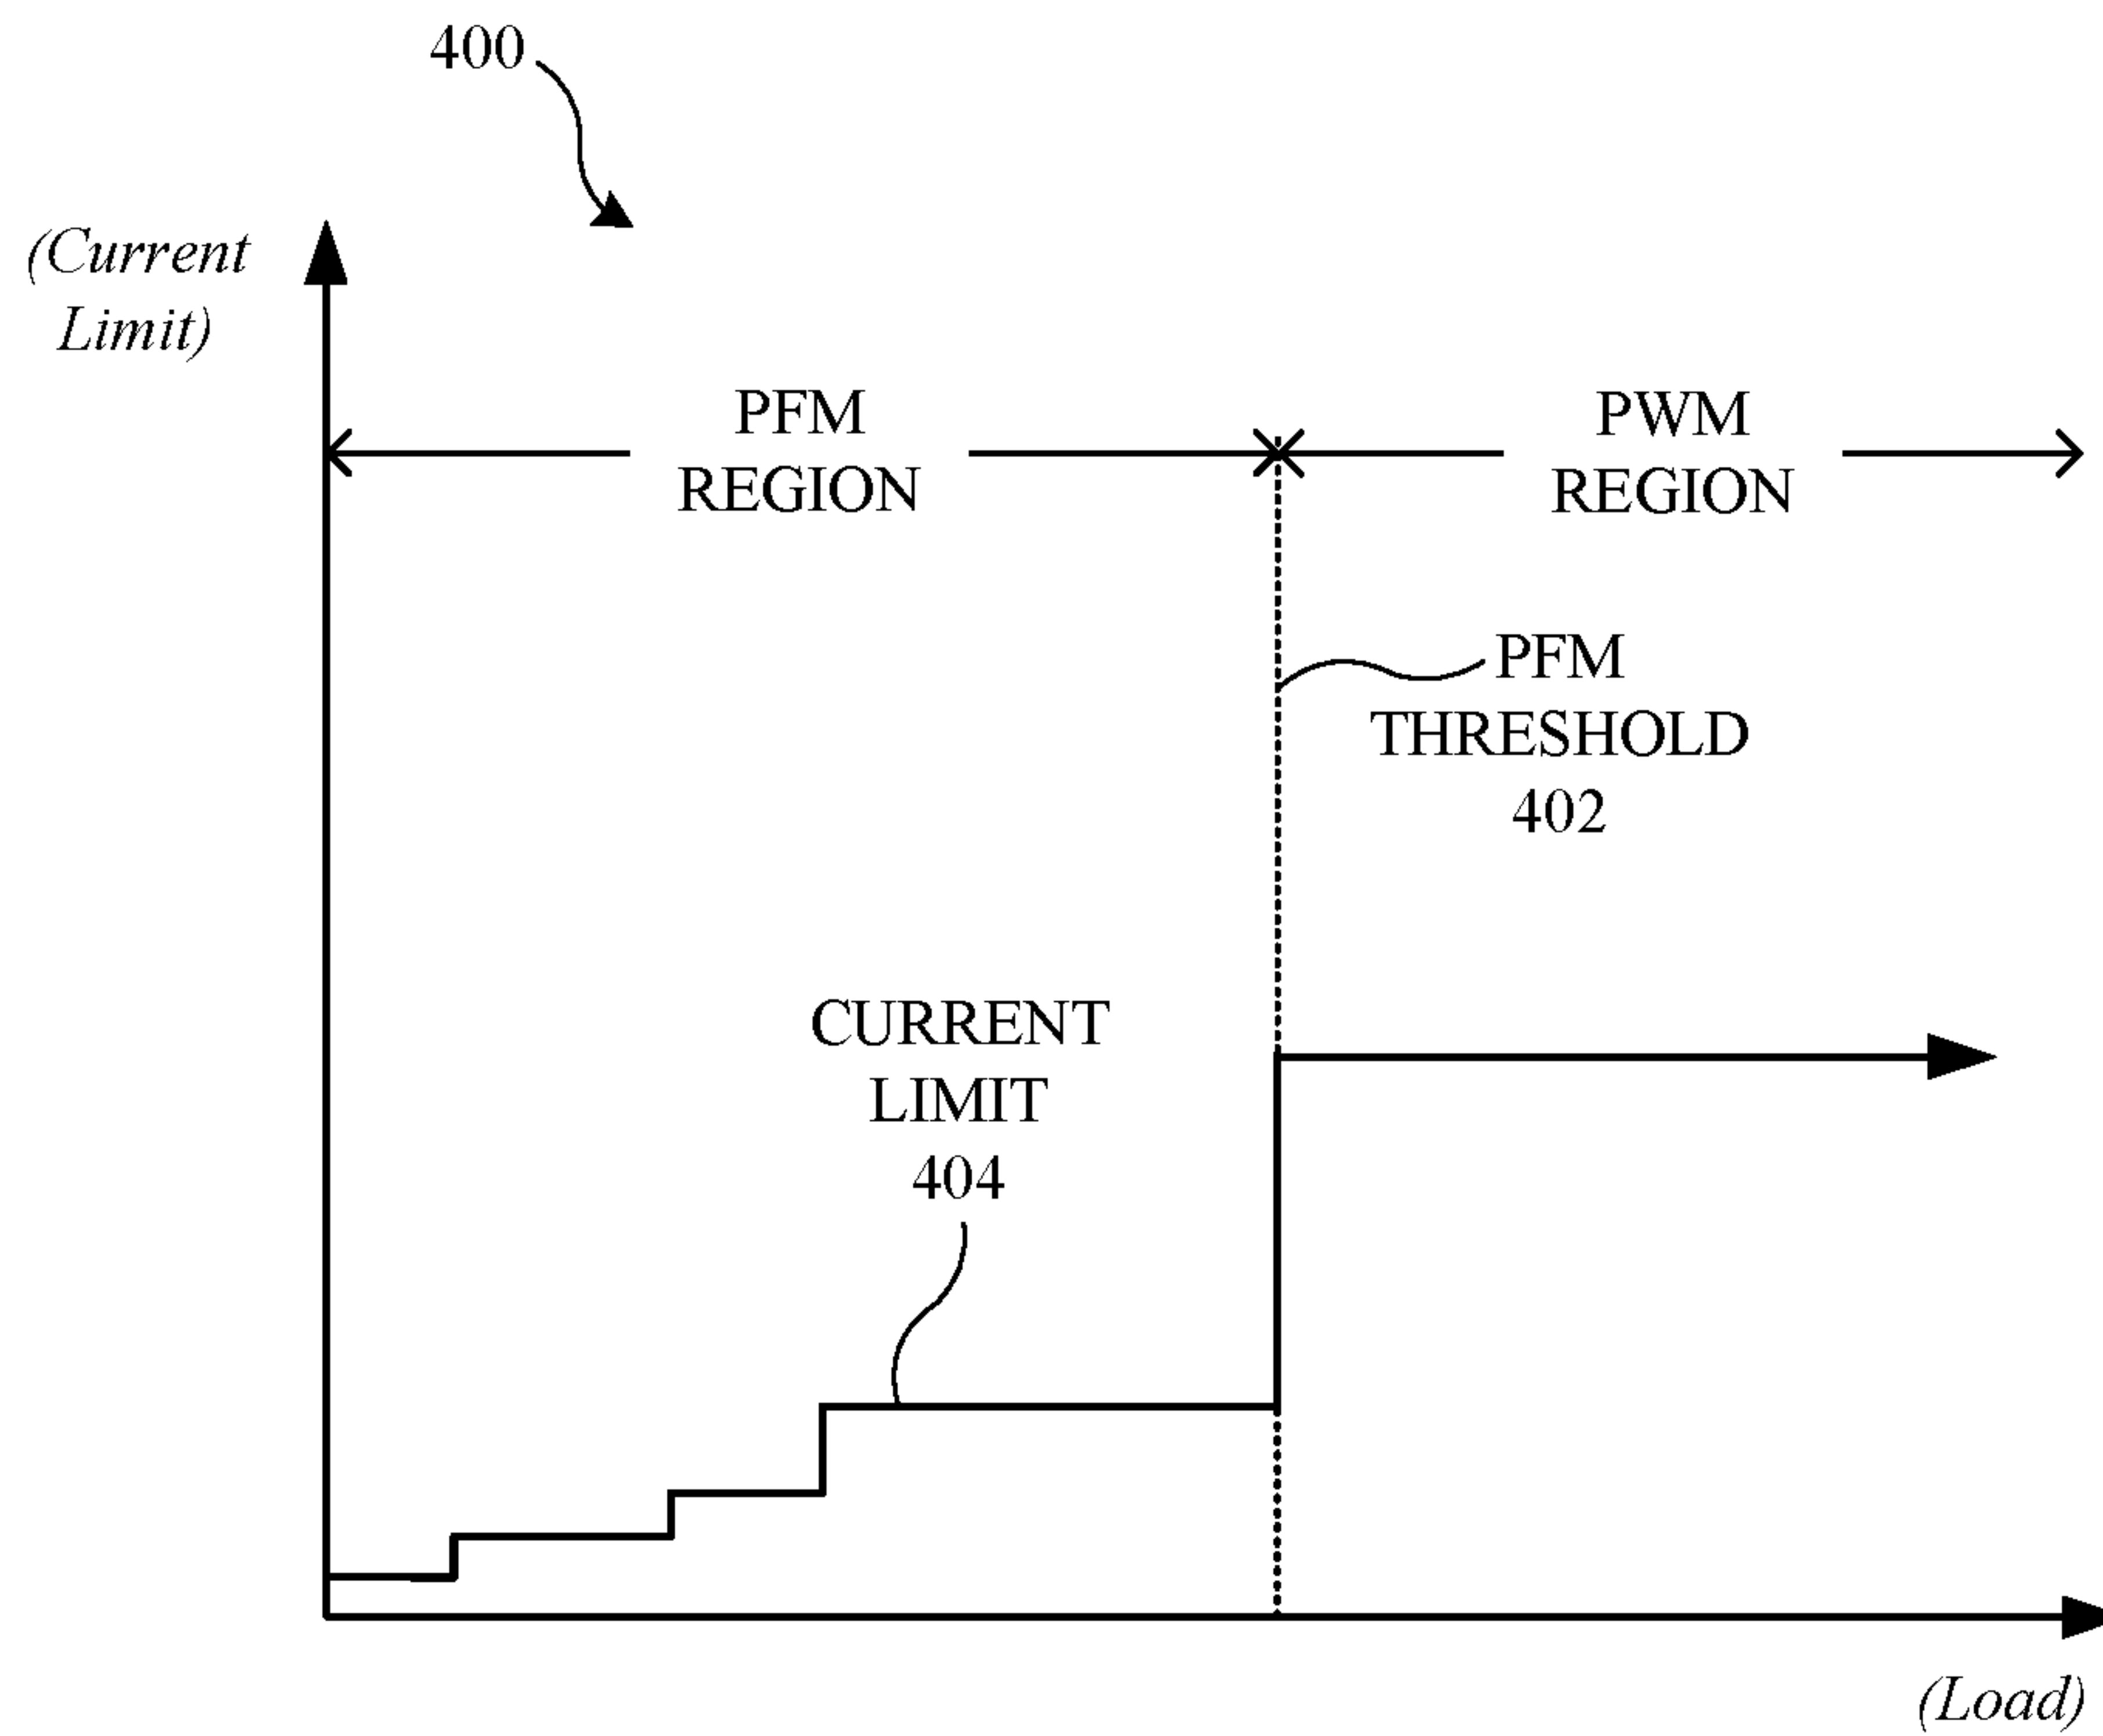 400
(Current
Limit)
PFM
REGION
PWM
REGION
PFM
THRESHOLD
402
CURRENT
LIMIT
404
(Load)